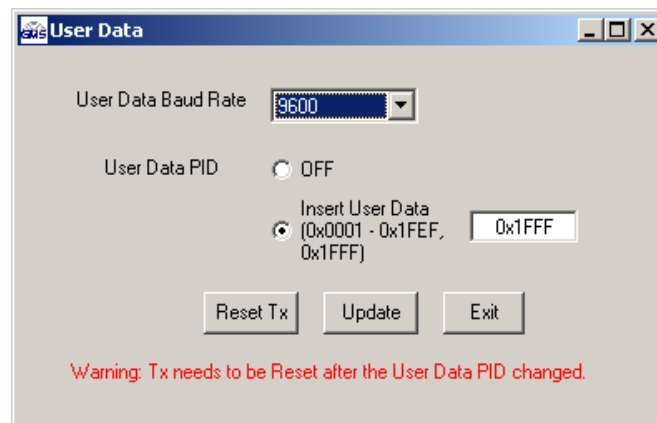 GMS User Data
User Data Baud Rate 9600
User Data PID OFF
Insert User Data
(0x0001 - 0x1FEF, 0x1FFF
0x1FFF)
Reset Tx Update Exit
Warning: Tx needs to be Reset after the User Data PID changed.